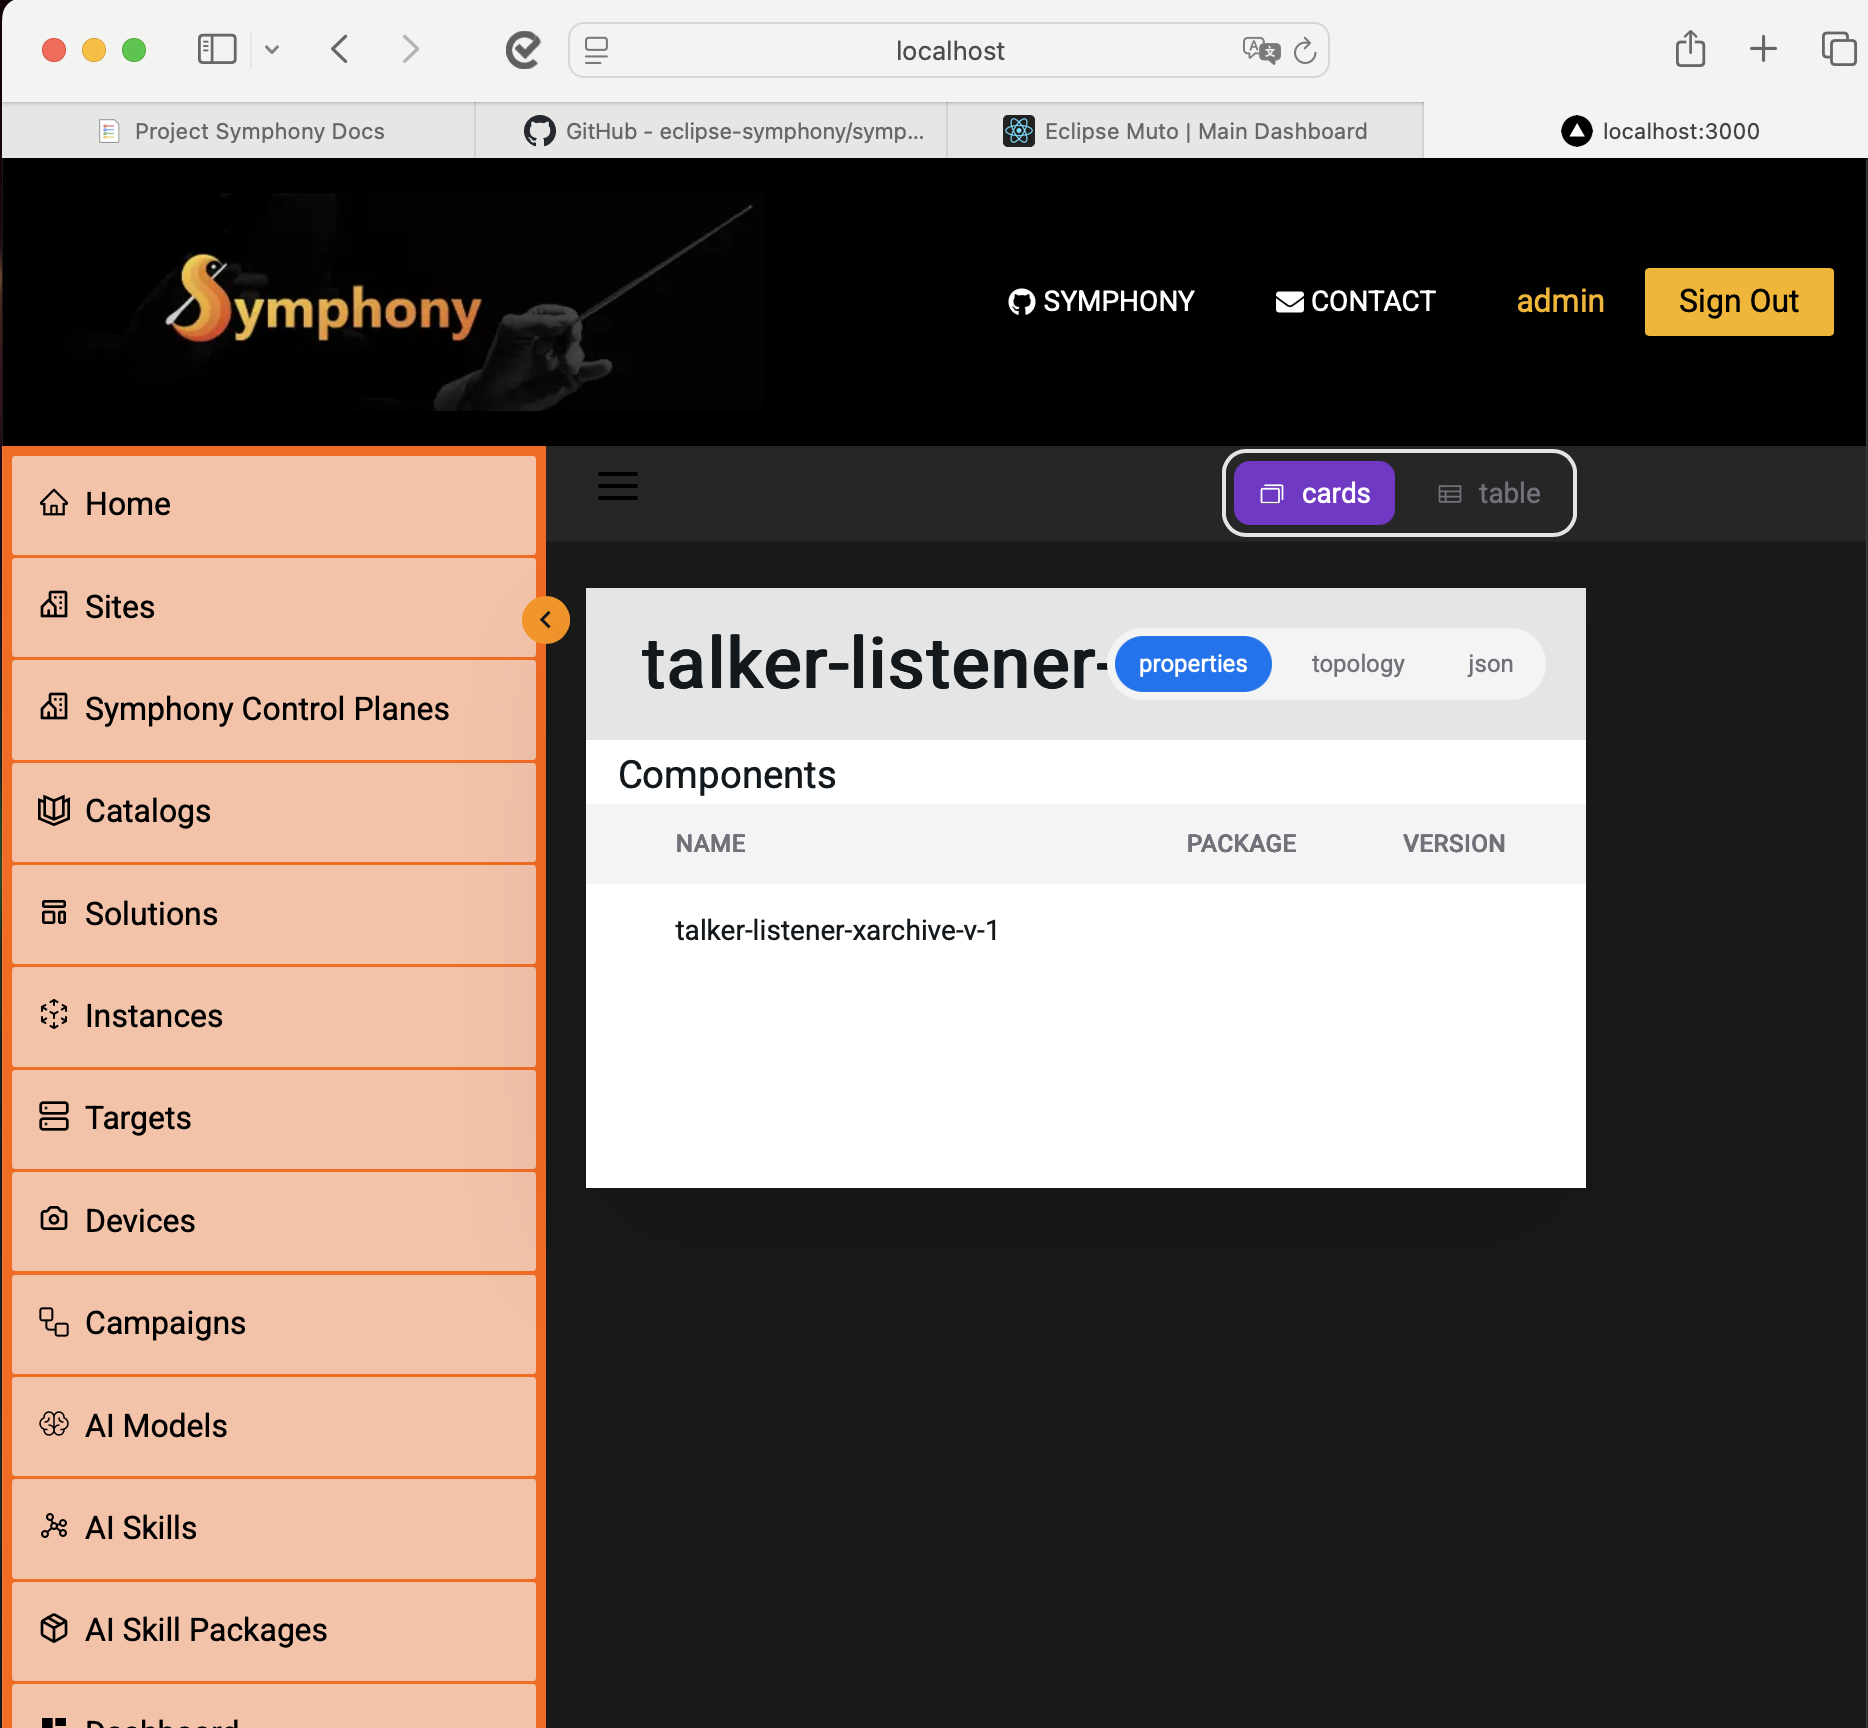 localhost
Project Symphony Docs
GitHub - eclipse-symphony/symp...
Eclipse Muto | Main Dashboard
localhost:3000
Symphony
SYMPHONY
CONTACT
admin
Sign Out
Home
Sites
Symphony Control Planes
Catalogs
Solutions
Instances
Targets
Devices
Campaigns
AI Models
AI Skills
AI Skill Packages
Dashboard
cards
table
talker-listener-
properties
topology
json
Components
NAME PACKAGE VERSION
talker-listener-xarchive-v-1